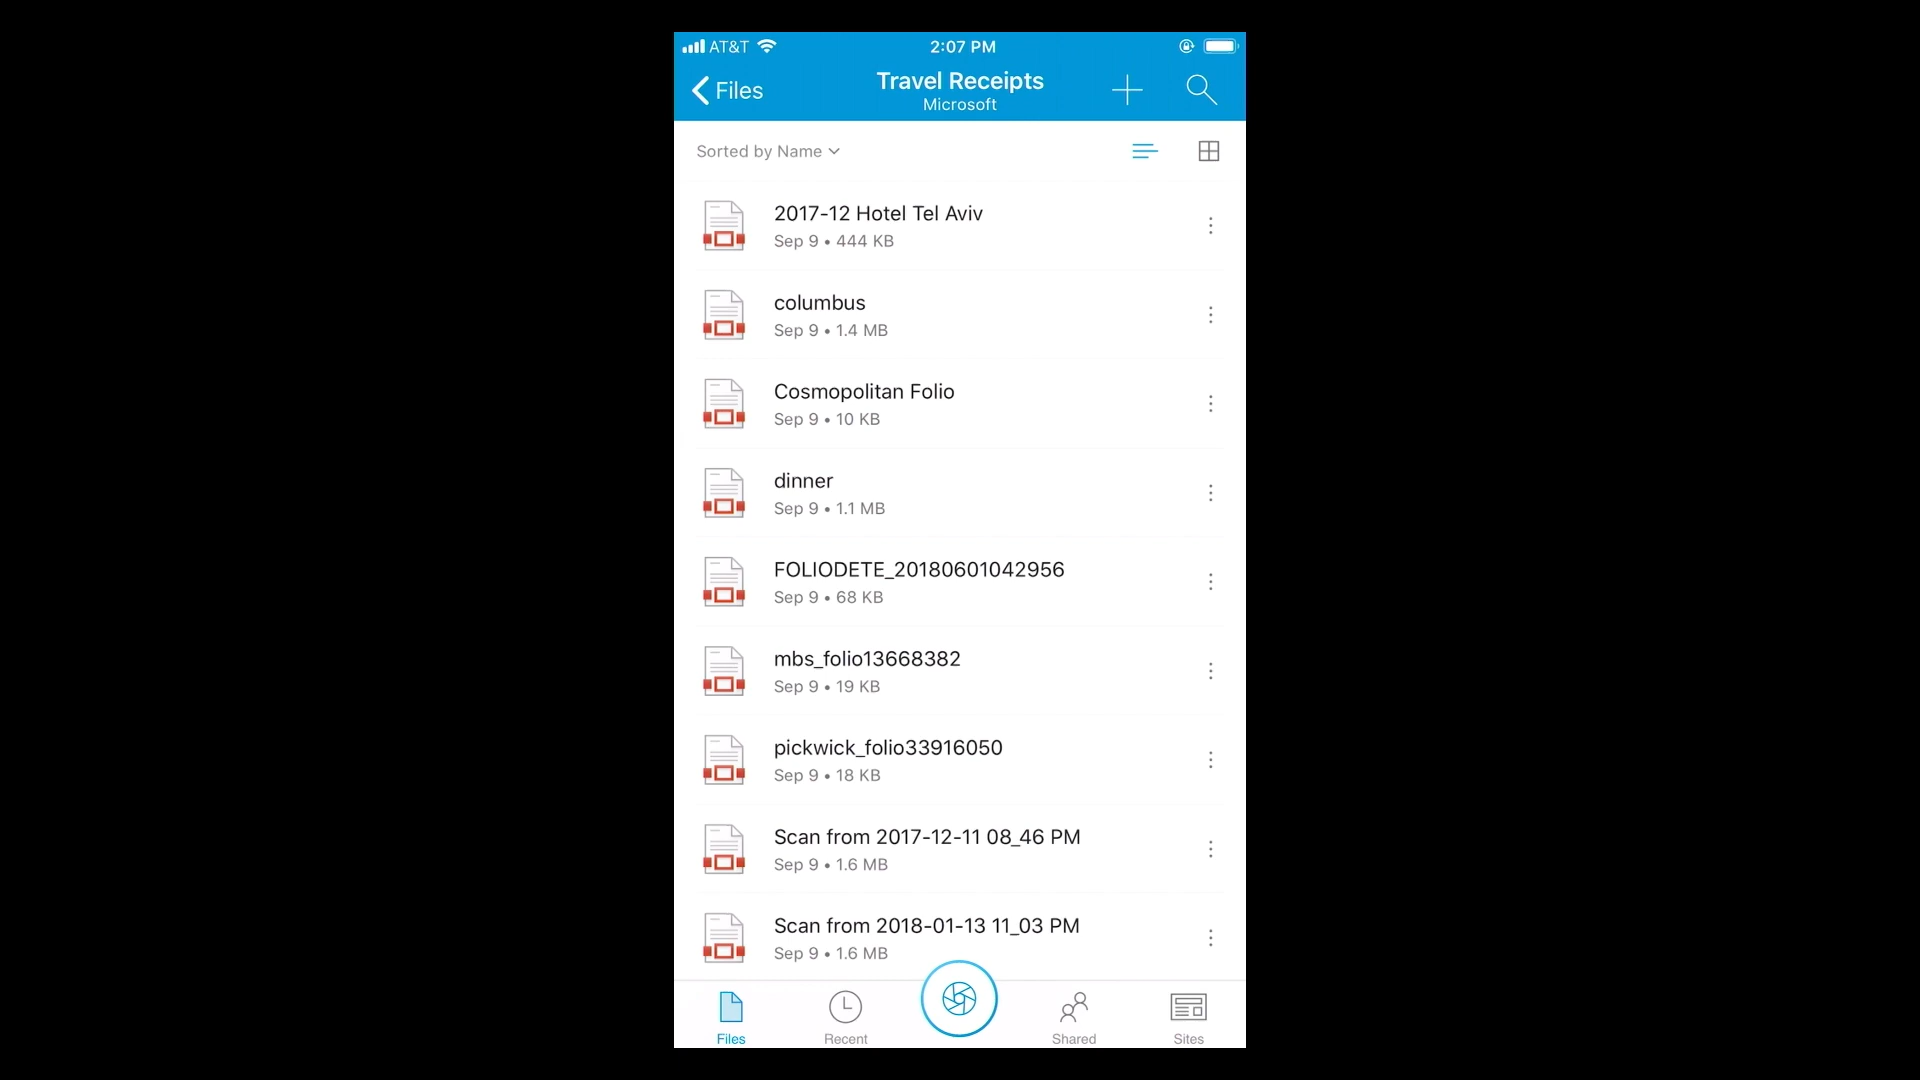 AT&T 2:07 PM
Files Travel Receipts
Microsoft
Sorted by Name
2017-12 Hotel Tel Aviv
Sep 9 • 444 KB
columbus
Sep 9 • 1.4 MB
Cosmopolitan Folio
Sep 9 • 10 KB
dinner
Sep 9 • 1.1 MB
FOLIODETE_20180601042956
Sep 9 • 68 KB
mbs_folio13668382
Sep 9 • 19 KB
pickwick_folio33916050
Sep 9 • 18 KB
Scan from 2017-12-11 08_46 PM
Sep 9 • 1.6 MB
Scan from 2018-01-13 11_03 PM
Sep 9 • 1.6 MB
Files Recent Shared Sites